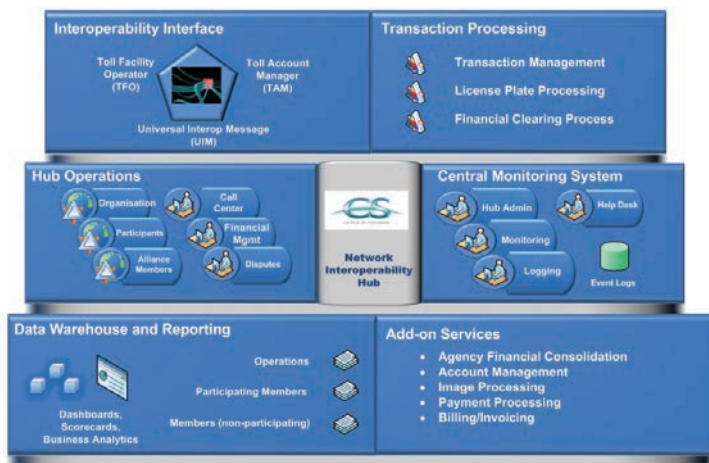 Interoperability Interface
Toll Facility
Operator
(TFO)
Toll Account
Manager
(TAM)
Universal Interop Message
(UIM)
Transaction Processing
Transaction Management
License Plate Processing
Financial Clearing Process
Hub Operations
Organisation
Participants
Alliance
Members
Call
Center
Financial
Mgmt
Disputes
CS
Network
Interoperability
Hub
Central Monitoring System
Hub Admin
Monitoring
Logging
Help Desk
Event Logs
Data Warehouse and Reporting
Dashboards,
Scorecards,
Business Analytics
Operations
Participating Members
Members (non-participating)
Add-on Services
• Agency Financial Consolidation
• Account Management
• Image Processing
• Payment Processing
• Billing/Invoicing